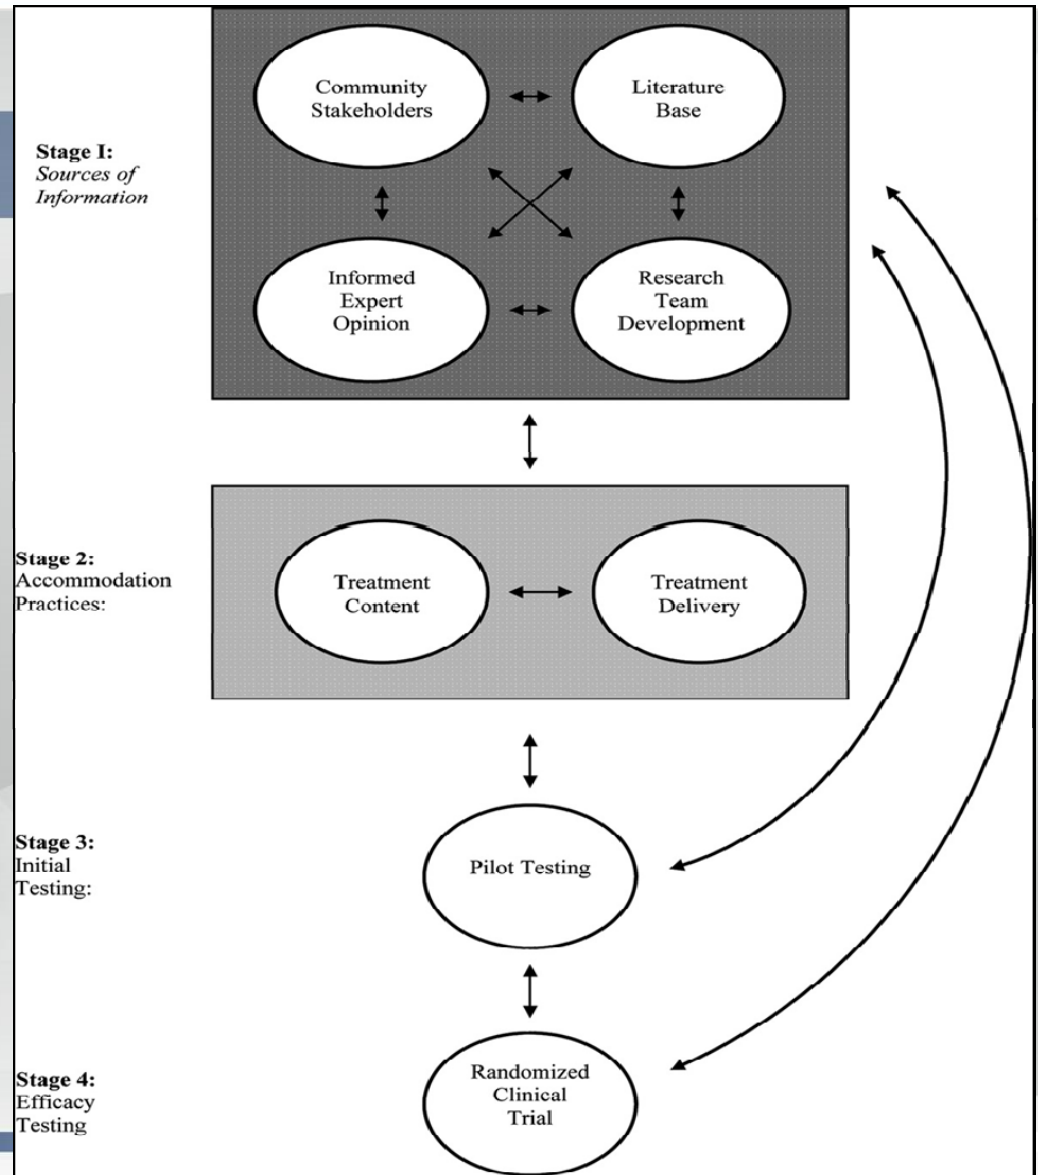 Stage I:
Sources of
Information
Community
Stakeholders
Literature
Base
Informed
Expert
Opinion
Research
Team
Development
Stage 2:
Accommodation
Practices:
Treatment
Content
Treatment
Delivery
Stage 3:
Initial
Testing:
Pilot Testing
Stage 4:
Efficacy
Testing
Randomized
Clinical
Trial